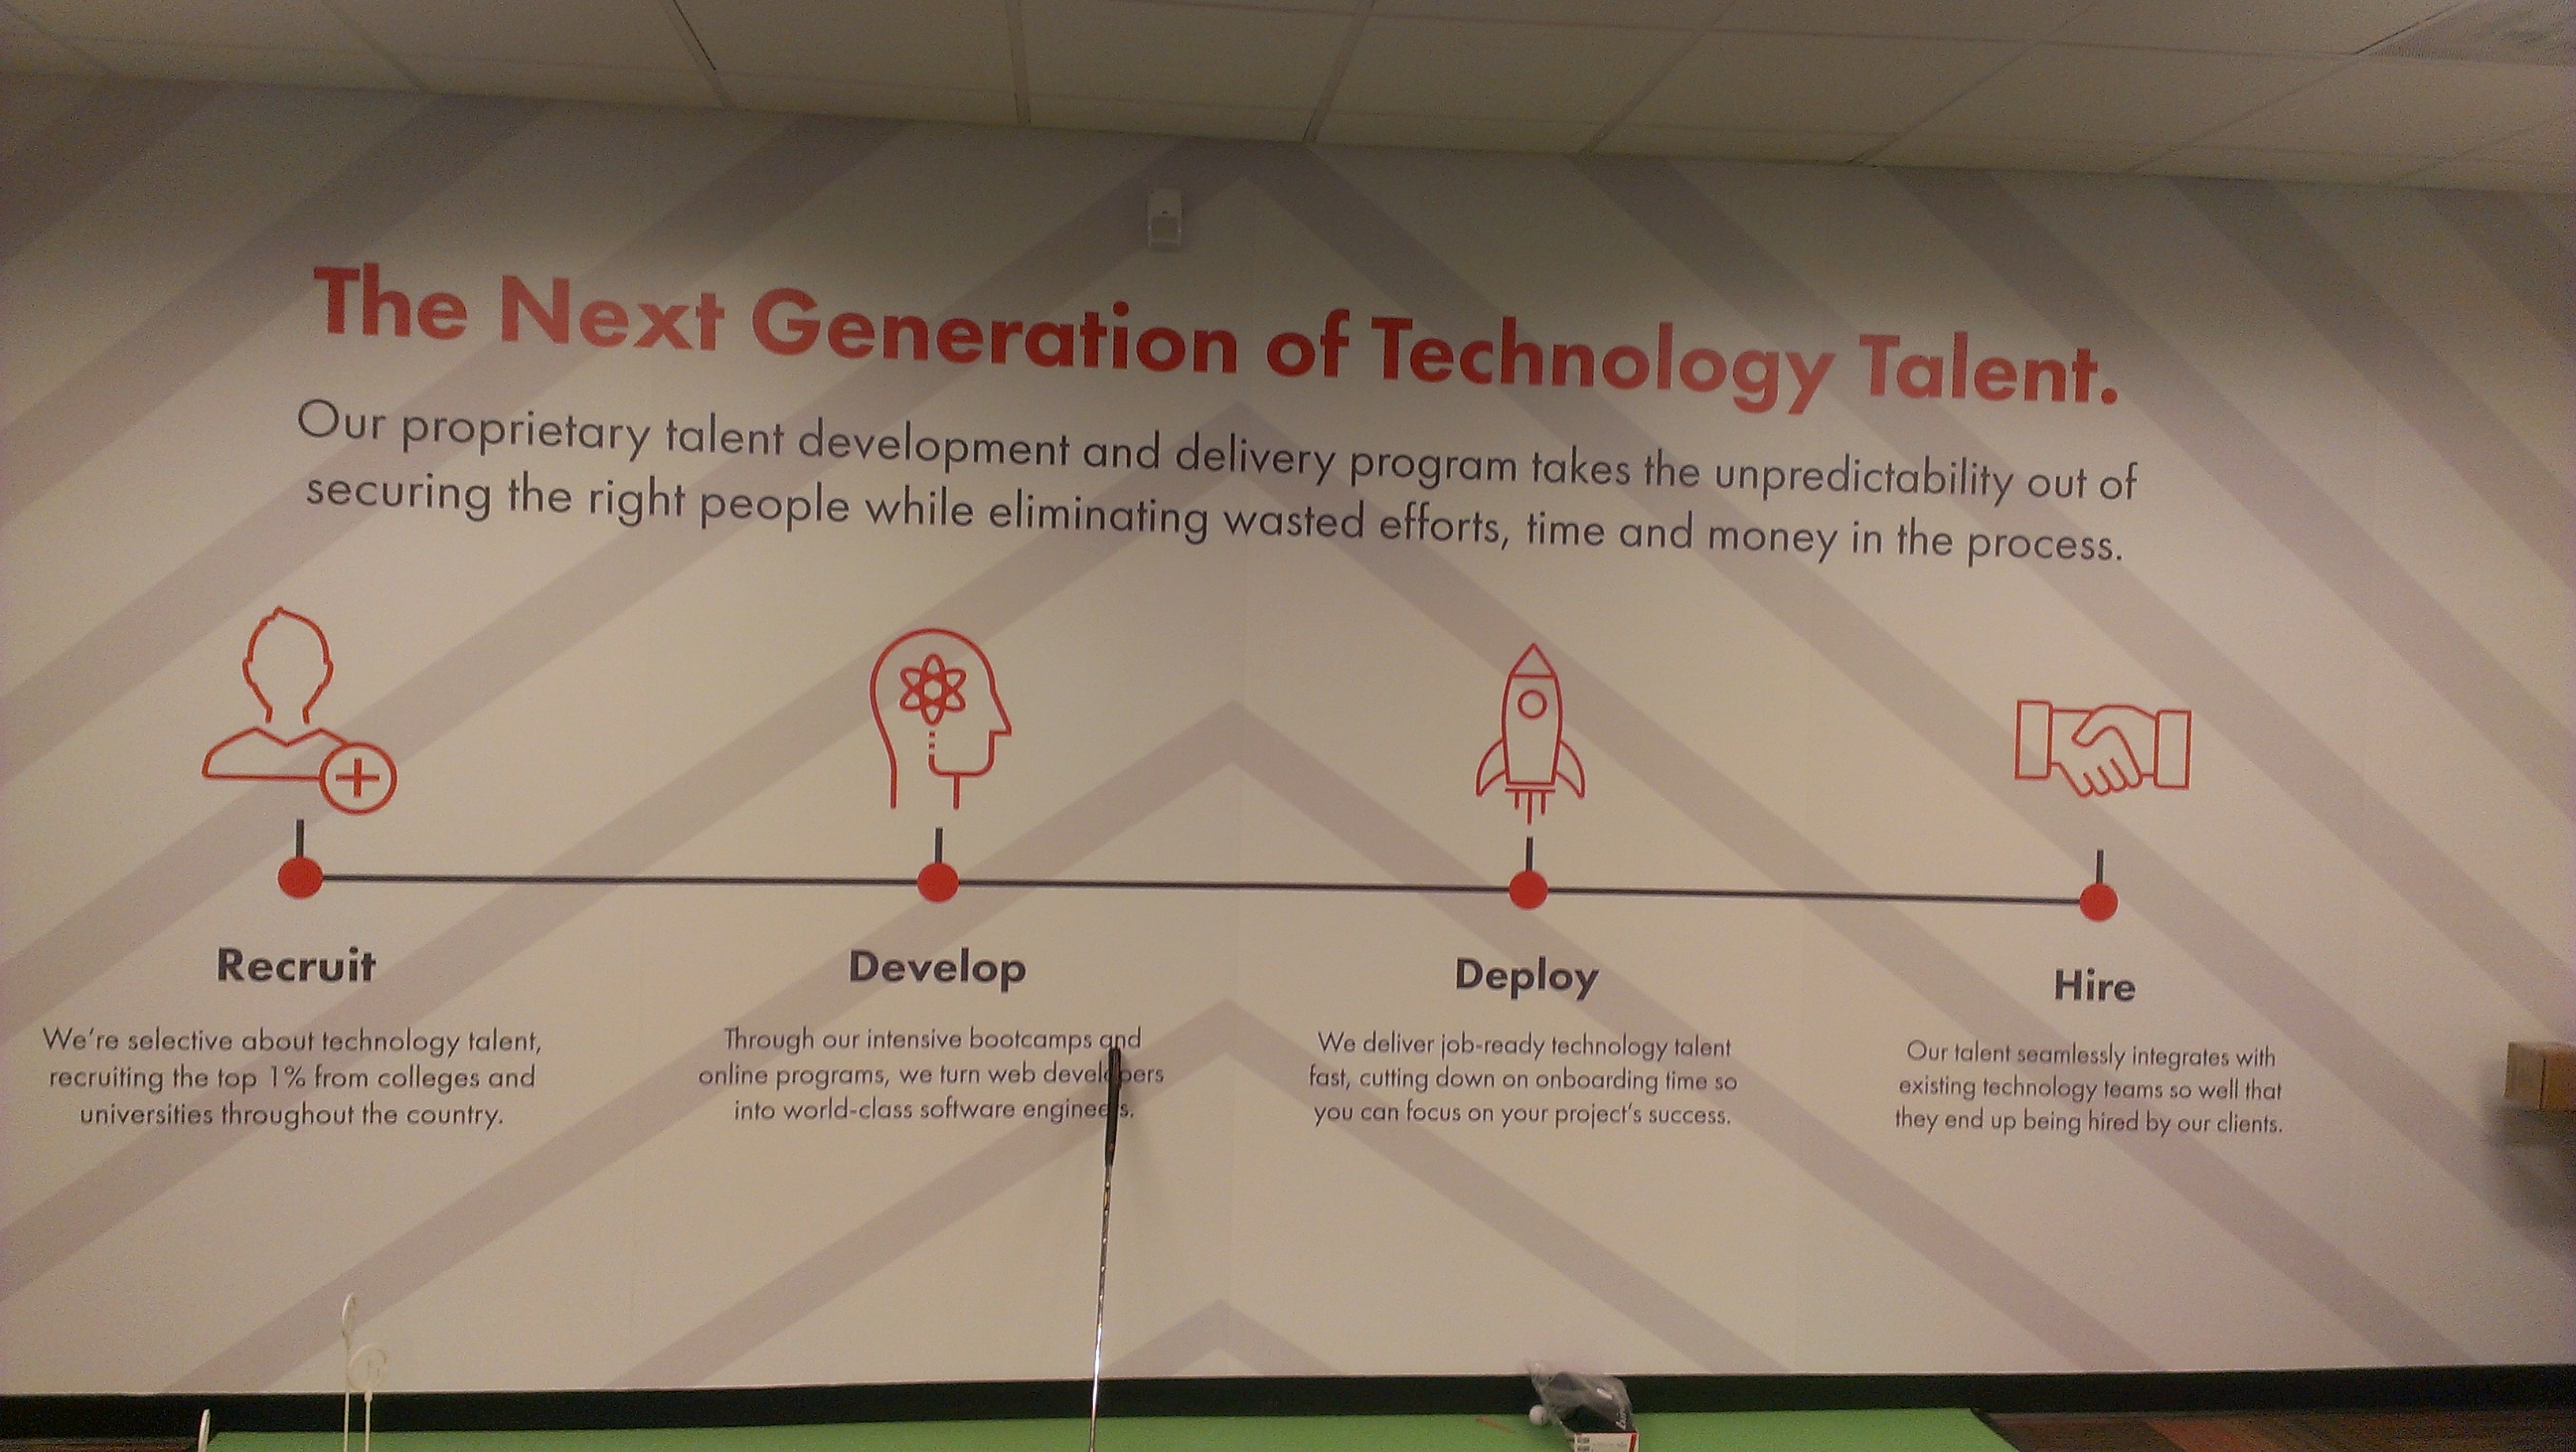 The Next Generation of Technology Talent.
Our proprietary talent development and delivery program takes the unpredictability out of
securing the right people while eliminating wasted efforts, time and money in the process.
Recruit
We're selective about technology talent,
recruiting the top 1% from colleges and
universities throughout the country.
Develop
Through our intensive bootcamps and
online programs, we turn web developers
into world-class software engineers.
Deploy
We deliver job-ready technology talent
fast, cutting down on onboarding time so
you can focus on your project's success.
Hire
Our talent seamlessly integrates with
existing technology teams so well that
they end up being hired by our clients.